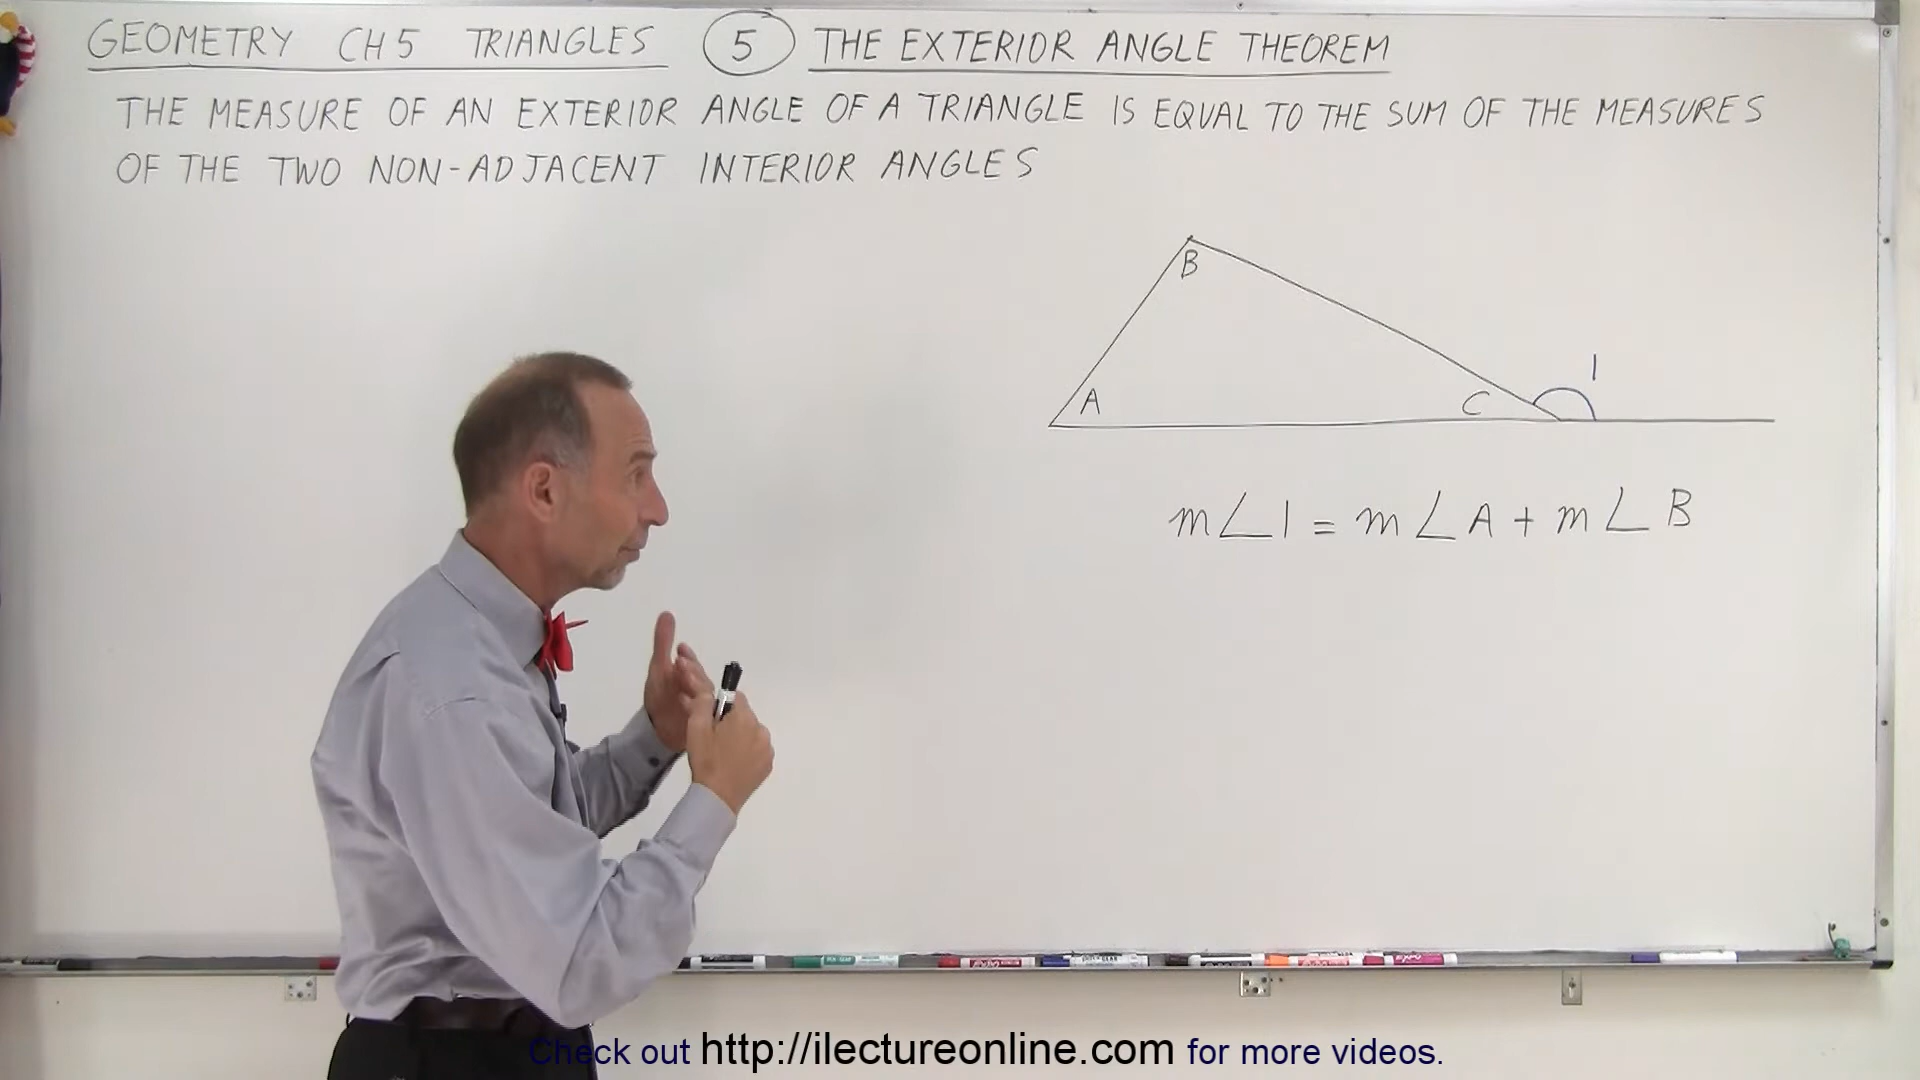 GEOMETRY CH 5 TRIANGLES 5 THE EXTERIOR ANGLE THEOREM
THE MEASURE OF AN EXTERIOR ANGLE OF A TRIANGLE IS EQUAL TO THE SUM OF THE MEASURES
OF THE TWO NON-ADJACENT INTERIOR ANGLES
B
1
A
C
m∠1 = m∠A + m∠B
Check out http://ilectureonline.com for more videos.